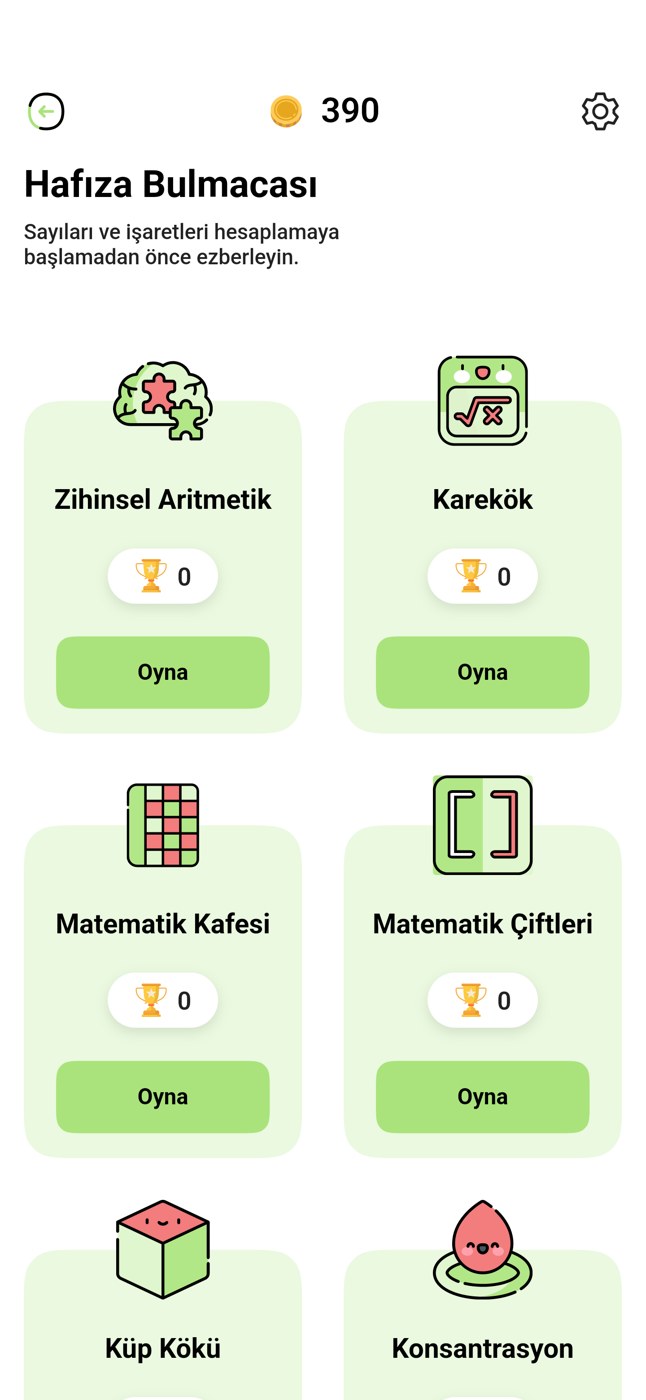 390
Hafıza Bulmacası
Sayıları ve işaretleri hesaplamaya
başlamadan önce ezberleyin.
Zihinsel Aritmetik
0
Oyna
√x
Karekök
0
Oyna
Matematik Kafesi
0
Oyna
[ ]
Matematik Çiftleri
0
Oyna
Küp Kökü
Konsantrasyon